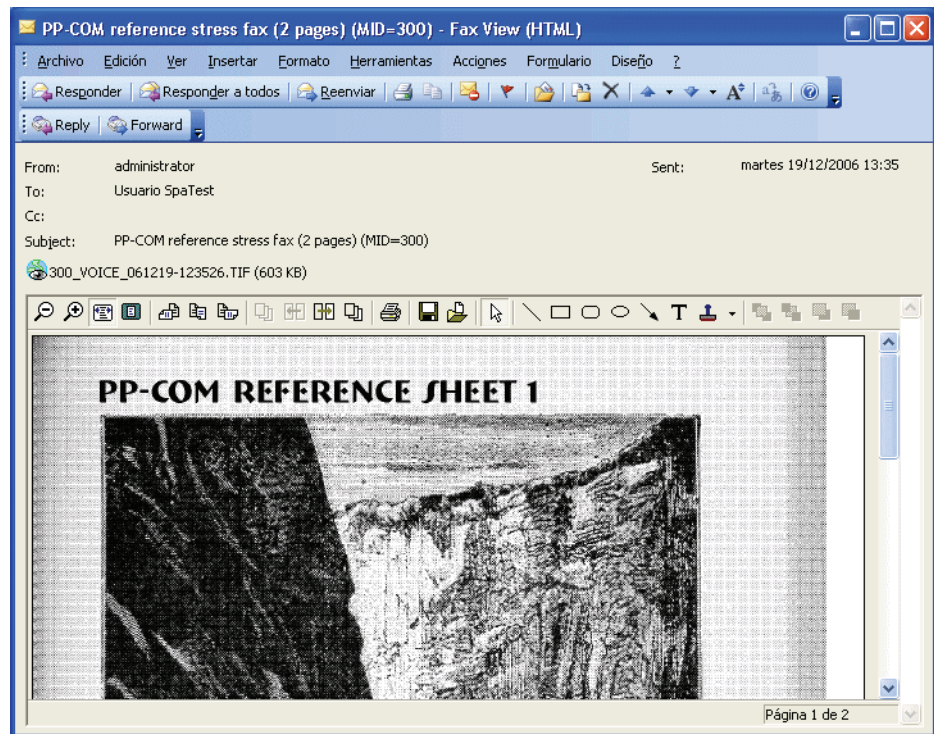 PP-COM reference stress fax (2 pages) (MID=300) - Fax View (HTML)
Archivo Edición Ver Insertar Formato Herramientas Acciones Formulario Diseño ?
Responder Responder a todos Reenviar
Reply Forward
From: administrator Sent: martes 19/12/2006 13:35
To: Usuario SpaTest
Cc:
Subject: PP-COM reference stress fax (2 pages) (MID=300)
300_VOICE_061219-123526.TIF (603 KB)
PP-COM REFERENCE SHEET 1
Página 1 de 2